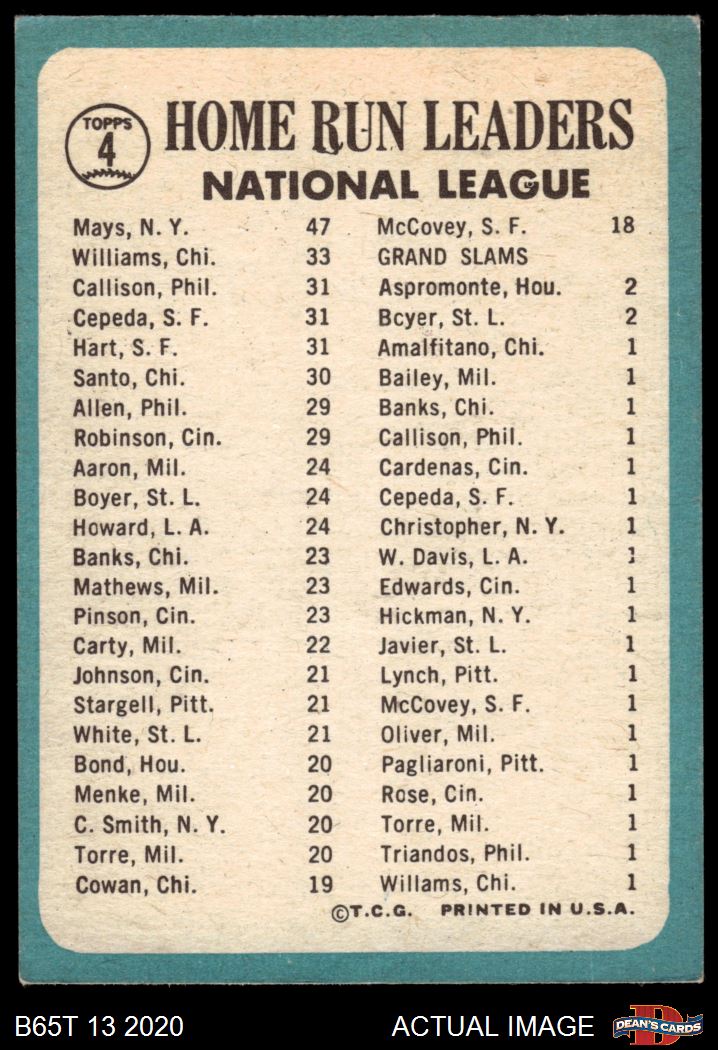 TOPPS
4
HOME RUN LEADERS
NATIONAL LEAGUE
Mays, N. Y. 47
Williams, Chi. 33
Callison, Phil. 31
Cepeda, S. F. 31
Hart, S. F. 31
Santo, Chi. 30
Allen, Phil. 29
Robinson, Cin. 29
Aaron, Mil. 24
Boyer, St. L. 24
Howard, L. A. 24
Banks, Chi. 23
Mathews, Mil. 23
Pinson, Cin. 23
Carty, Mil. 22
Johnson, Cin. 21
Stargell, Pitt. 21
White, St. L. 21
Bond, Hou. 20
Menke, Mil. 20
C. Smith, N. Y. 20
Torre, Mil. 20
Cowan, Chi. 19
McCovey, S. F. 18
GRAND SLAMS
Aspromonte, Hou. 2
Boyer, St. L. 2
Amalfitano, Chi. 1
Bailey, Mil. 1
Banks, Chi. 1
Callison, Phil. 1
Cardenas, Cin. 1
Cepeda, S. F. 1
Christopher, N. Y. 1
W. Davis, L. A. 1
Edwards, Cin. 1
Hickman, N. Y. 1
Javier, St. L. 1
Lynch, Pitt. 1
McCovey, S. F. 1
Oliver, Mil. 1
Pagliaroni, Pitt. 1
Rose, Cin. 1
Torre, Mil. 1
Triandos, Phil. 1
Willams, Chi. 1
©T.C.G. PRINTED IN U.S.A.
B65T 13 2020
ACTUAL IMAGE
D
DEAN'S CARDS